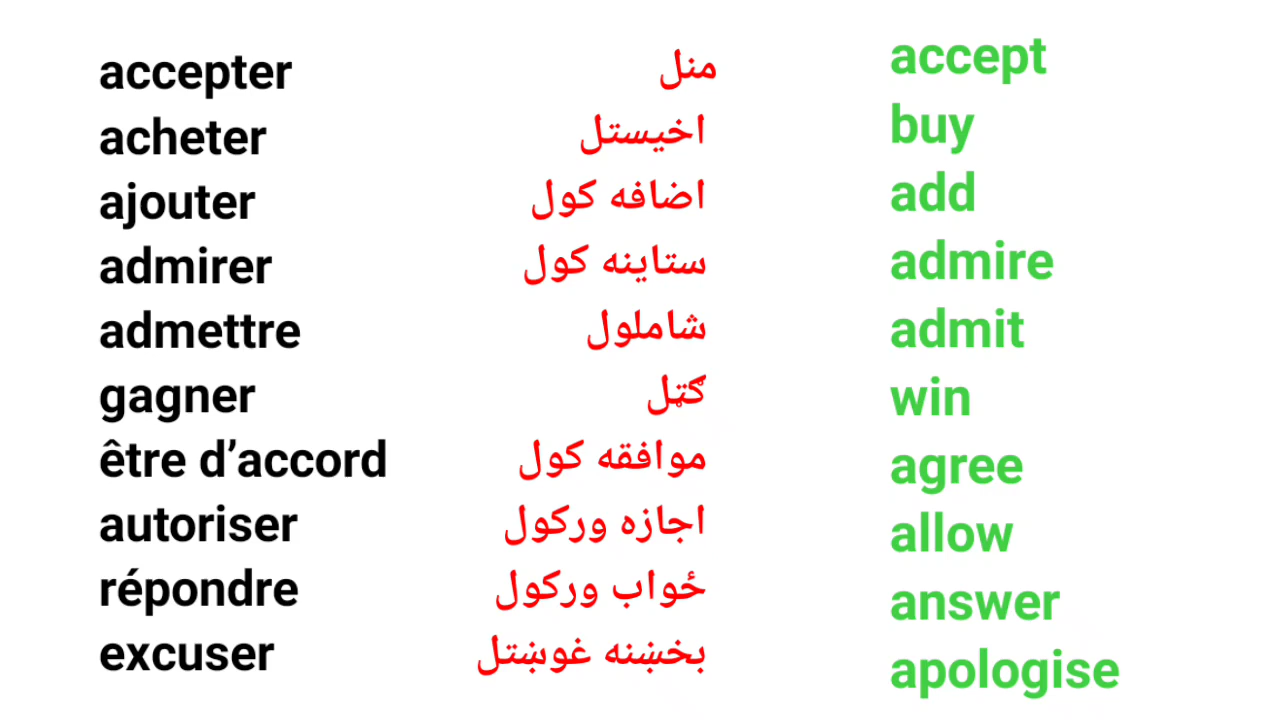 accepter منل accept
acheter اخیستل buy
ajouter اضافه کول add
admirer ستاینه کول admire
admettre شاملول admit
gagner ګټل win
être d’accord موافقه کول agree
autoriser اجازه ورکول allow
répondre ځواب ورکول answer
excuser بخښنه غوښتل apologise